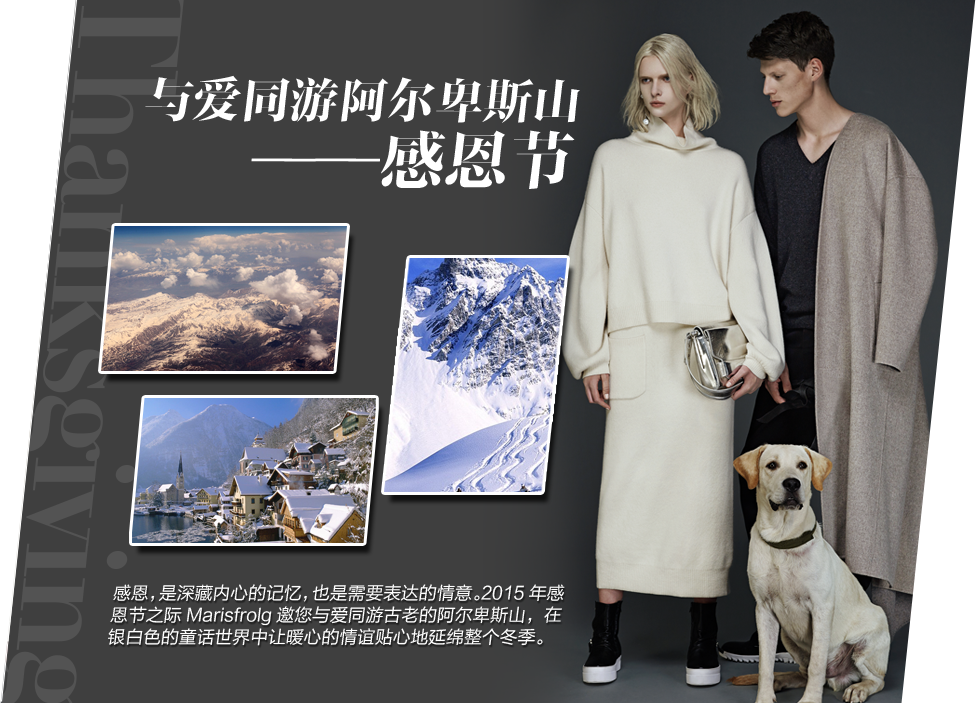 Thanksgiving
与爱同游阿尔卑斯山
——感恩节
感恩，是深藏内心的记忆，也是需要表达的情意。2015 年感
恩节之际 Marisfrolg 邀您与爱同游古老的阿尔卑斯山，在
银白色的童话世界中让暖心的情谊贴心地延绵整个冬季。